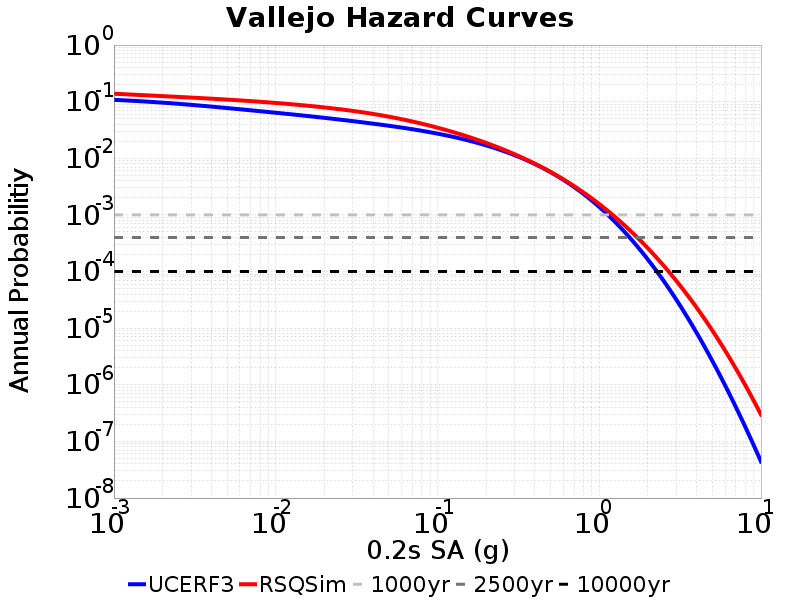 Vallejo Hazard Curves
10^0
10^-1
10^-2
10^-3
10^-4
10^-5
10^-6
10^-7
10^-8
Annual Probabilitiy
10^-3 10^-2 10^-1 10^0 10^1
0.2s SA (g)
UCERF3 RSQSim 1000yr 2500yr 10000yr